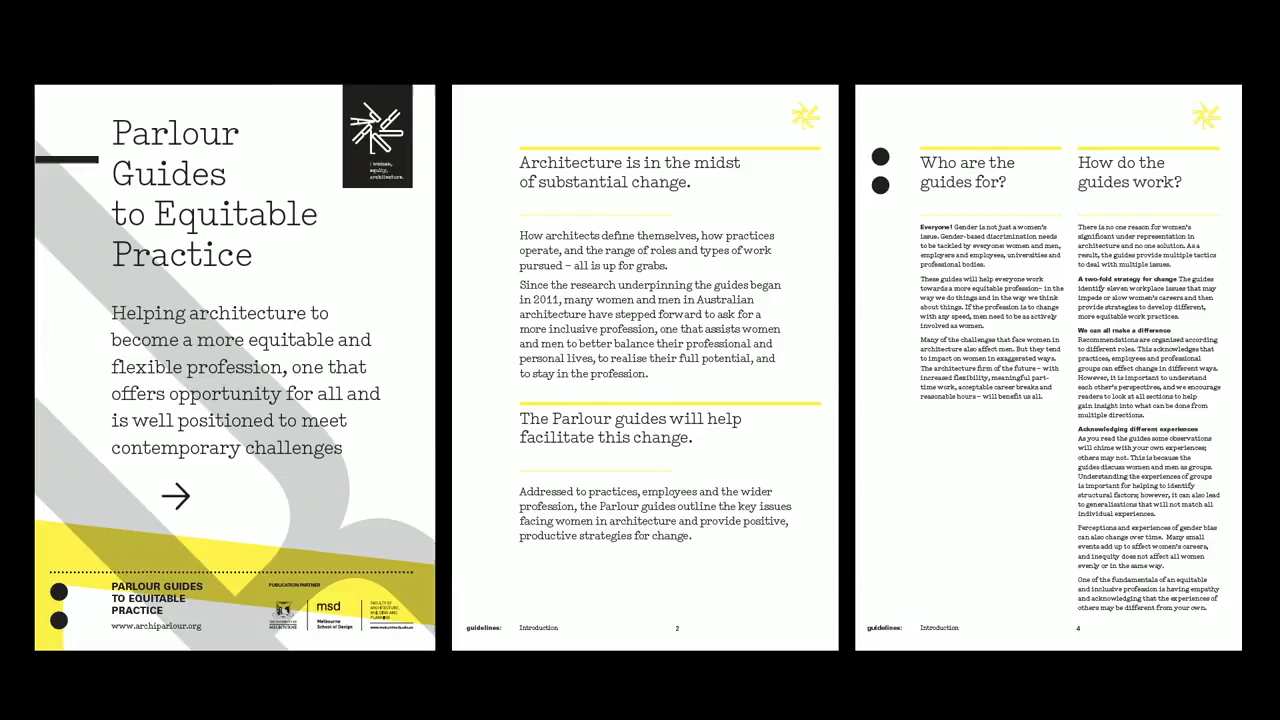 Parlour
Guides
to Equitable
Practice
: women,
equity,
architecture.
Helping architecture to
become a more equitable and
flexible profession, one that
offers opportunity for all and
is well positioned to meet
contemporary challenges
PARLOUR GUIDES
TO EQUITABLE
PRACTICE
www.archiparlour.org
PUBLICATION PARTNER
MELBOURNE
msd
Melbourne
School of Design
FACULTY OF
ARCHITECTURE,
BUILDING AND
PLANNING
Architecture is in the midst
of substantial change.
How architects define themselves, how practices
operate, and the range of roles and types of work
pursued – all is up for grabs.
Since the research underpinning the guides began
in 2011, many women and men in Australian
architecture have stepped forward to ask for a
more inclusive profession, one that assists women
and men to better balance their professional and
personal lives, to realise their full potential, and
to stay in the profession.
The Parlour guides will help
facilitate this change.
Addressed to practices, employees and the wider
profession, the Parlour guides outline the key issues
facing women in architecture and provide positive,
productive strategies for change.
guidelines: Introduction 2
Who are the
guides for?
Everyone! Gender is not just a women's
issue. Gender-based discrimination needs
to be tackled by everyone: women and men,
employers and employees, universities and
professional bodies.
These guides will help everyone work
towards a more equitable profession– in the
way we do things and in the way we think
about things. If the profession is to change
with any speed, men need to be as actively
involved as women.
Many of the challenges that face women in
architecture also affect men. But they tend
to impact on women in exaggerated ways.
The architecture firm of the future – with
increased flexibility, meaningful part-
time work, acceptable career breaks and
reasonable hours – will benefit us all.
How do the
guides work?
There is no one reason for women's
significant under representation in
architecture and no one solution. As a
result, the guides provide multiple tactics
to deal with multiple issues.
A two-fold strategy for change The guides
identify eleven workplace issues that may
impede or slow women's careers and then
provide strategies to develop different,
more equitable work practices.
We can all make a difference
Recommendations are organised according
to different roles. This acknowledges that
practices, employees and professional
groups can effect change in different ways.
However, it is important to understand
each other's perspectives, and we encourage
readers to look at all sections to help
gain insight into what can be done from
multiple directions.
Acknowledging different experiences
As you read the guides some observations
will chime with your own experiences;
others may not. This is because the
guides discuss women and men as groups.
Understanding the experiences of groups
is important for helping to identify
structural factors; however, it can also lead
to generalisations that will not match all
individual experiences.
Perceptions and experiences of gender bias
can also change over time. Many small
events add up to affect women's careers,
and inequity does not affect all women
evenly or in the same way.
One of the fundamentals of an equitable
and inclusive profession is having empathy
and acknowledging that the experiences of
others may be different from your own.
guidelines: Introduction 4